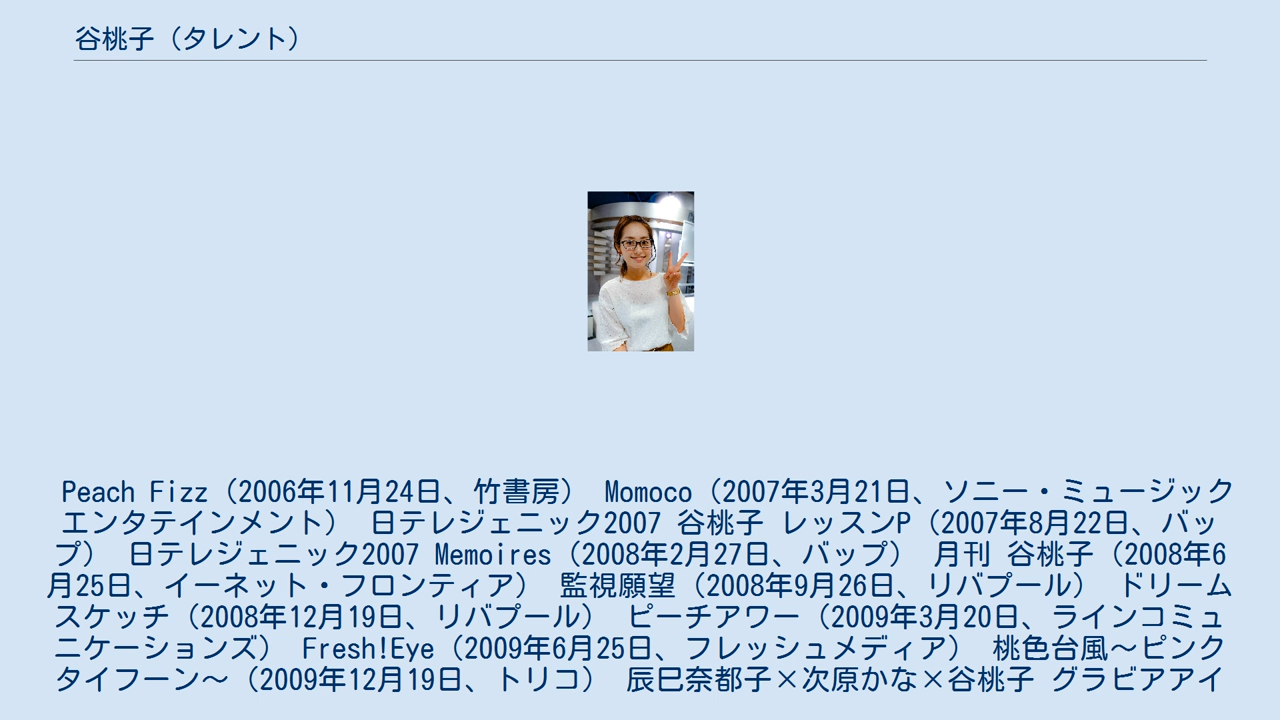 谷桃子（タレント）
Peach Fizz（2006年11月24日、竹書房） Momoco（2007年3月21日、ソニー・ミュージック
エンタテインメント） 日テレジェニック2007 谷桃子 レッスンP（2007年8月22日、バッ
プ） 日テレジェニック2007 Memoires（2008年2月27日、バップ） 月刊 谷桃子（2008年6
月25日、イーネット・フロンティア） 監視願望（2008年9月26日、リバプール） ドリーム
スケッチ（2008年12月19日、リバプール） ピーチアワー（2009年3月20日、ラインコミュ
ニケーションズ） Fresh!Eye（2009年6月25日、フレッシュメディア） 桃色台風〜ピンク
タイフーン〜（2009年12月19日、トリコ） 辰巳奈都子×次原かな×谷桃子 グラビアアイ